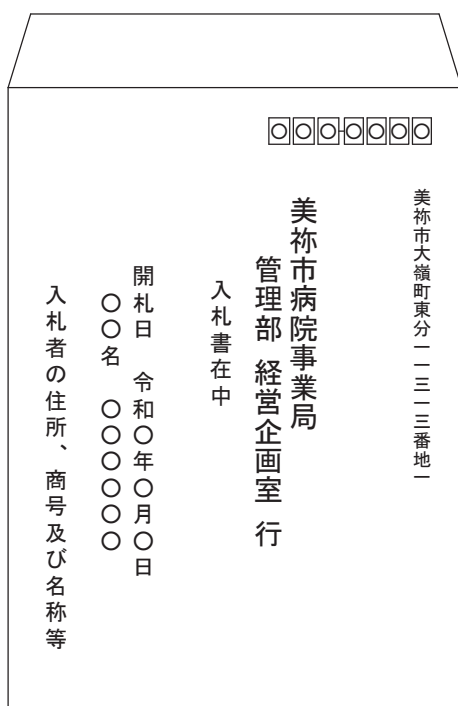 〒〇〇〇-〇〇〇〇
美祢市大嶺町東分一一三一三番地一
美祢市病院事業局
管理部 経営企画室 行
入札書在中
開札日 令和〇年〇月〇日
〇〇名 〇〇〇〇〇〇
入札者の住所、商号及び名称等